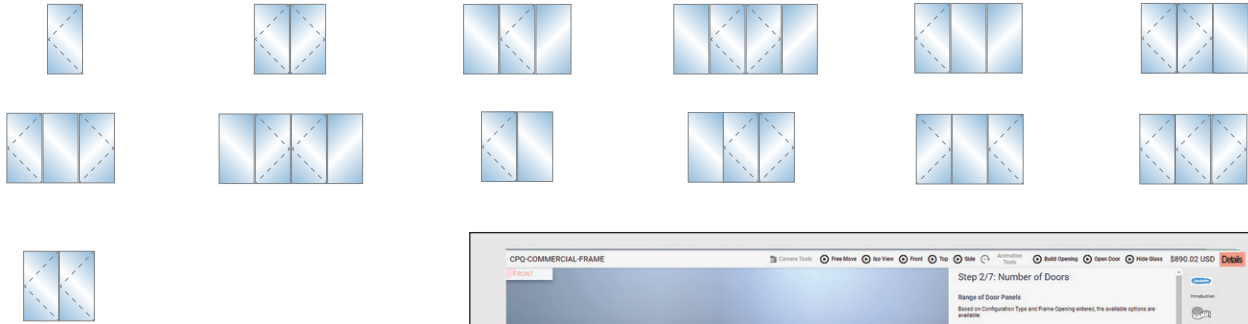 CPQ-COMMERCIAL-FRAME
Camera Tools Free Move Iso View Front Top Side Animation Tools Build Opening Open Door Hide Glass $890.02 USD Details
FRONT
Step 2/7: Number of Doors
Range of Door Panels
Based on Configuration Type and Frame Opening entered, the available options are
available:
Introduction